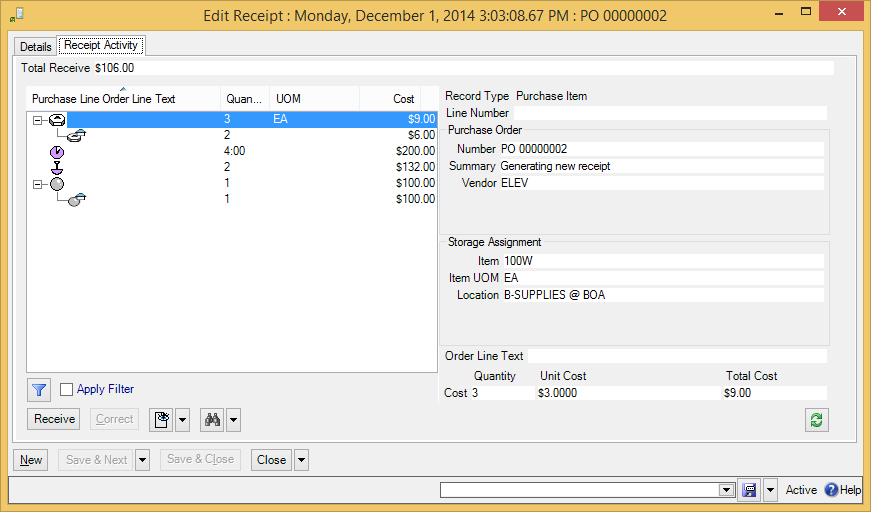 Edit Receipt : Monday, December 1, 2014 3:03:08.67 PM : PO 00000002
Details Receipt Activity
Total Receive $106.00
Purchase Line Order Line Text Quan... UOM Cost
3 EA $9.00
2 $6.00
4:00 $200.00
2 $132.00
1 $100.00
1 $100.00
Record Type Purchase Item
Line Number
Purchase Order
Number PO 00000002
Summary Generating new receipt
Vendor ELEV
Storage Assignment
Item 100W
Item UOM EA
Location B-SUPPLIES @ BOA
Order Line Text
Quantity Unit Cost Total Cost
Cost 3 $3.0000 $9.00
Apply Filter
Receive Correct
New Save & Next Save & Close Close
Active Help